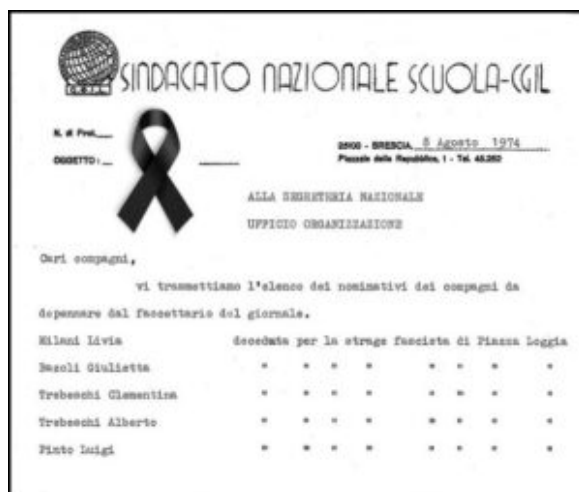 C.G.I.L.
SINDACATO NAZIONALE SCUOLA-CGIL
N. di Prot.
OGGETTO:
25100 - BRESCIA, 8 Agosto 1974
Piazzale della Repubblica, 1 - Tel. 45.260
ALLA SEGRETERIA NAZIONALE
UFFICIO ORGANIZZAZIONE
Cari compagni,
vi trasmettiamo l'elenco dei nominativi dei compagni da
depennare dal fascettario del giornale.
Milani Livia deceduta per la strage fascista di Piazza Loggia
Bazoli Giulietta " " " " " " " "
Trebeschi Clementina " " " " " " " "
Trebeschi Alberto " " " " " " " "
Pinto Luigi " " " " " " " "